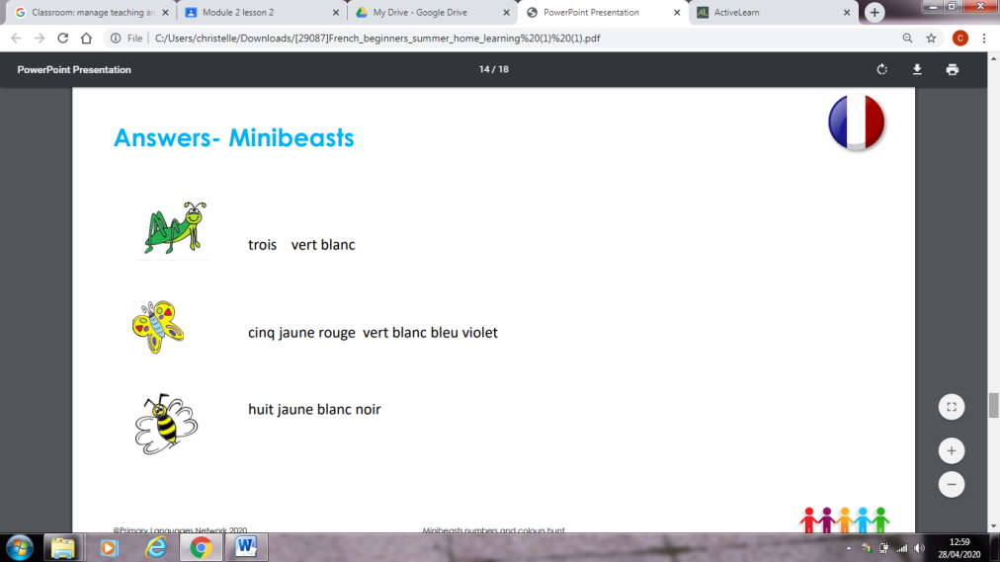 Classroom: manage teaching an
Module 2 lesson 2
My Drive - Google Drive
PowerPoint Presentation
AL ActiveLearn
File | C:/Users/christelle/Downloads/[29087]French_beginners_summer_home_learning%20(1)%20(1).pdf
C
PowerPoint Presentation
14 / 18
Answers- Minibeasts
trois vert blanc
cinq jaune rouge vert blanc bleu violet
huit jaune blanc noir
@Primary Languages Network 2020
Minibeasts numbers and colours hunt
12:59
28/04/2020